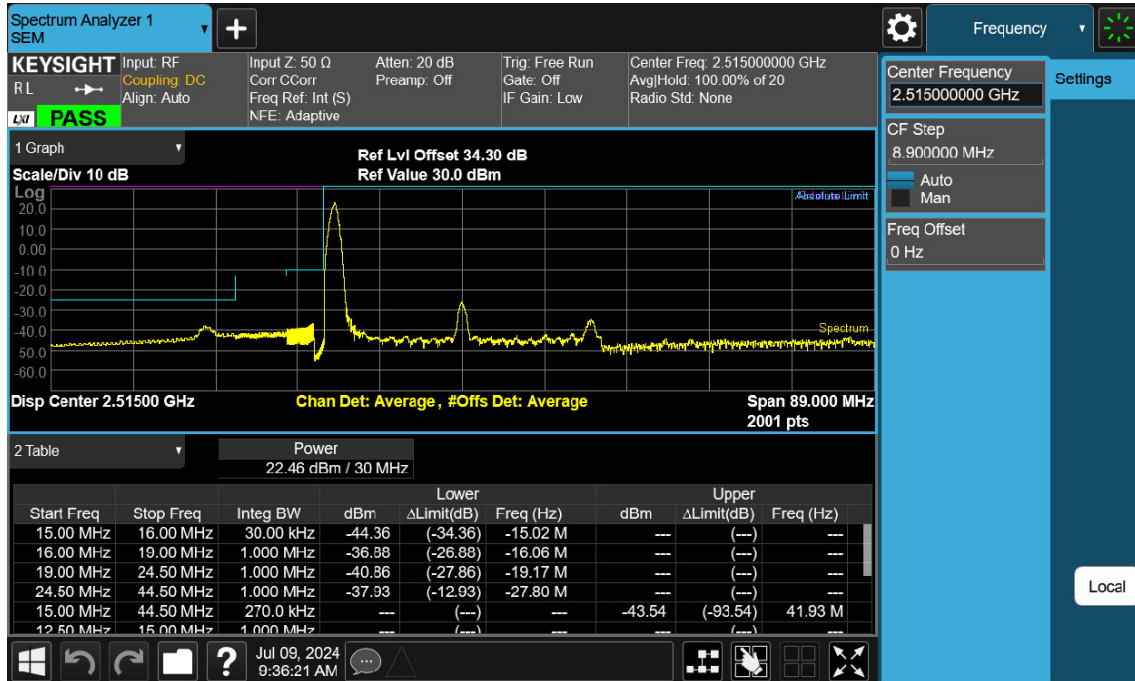 Spectrum Analyzer 1
SEM
Frequency
KEYSIGHT
RL
LXI
PASS
Input: RF
Coupling: DC
Align: Auto
Input Z: 50 Ω
Corr CCorr
Freq Ref: Int (S)
NFE: Adaptive
Atten: 20 dB
Preamp: Off
Trig: Free Run
Gate: Off
IF Gain: Low
Center Freq: 2.515000000 GHz
Avg|Hold: 100.00% of 20
Radio Std: None
Center Frequency
2.515000000 GHz
Settings
CF Step
8.900000 MHz
Auto
Man
Freq Offset
0 Hz
1 Graph
Scale/Div 10 dB
Ref Lvl Offset 34.30 dB
Ref Value 30.0 dBm
Log
20.0
10.0
0.00
-10.0
-20.0
-30.0
-40.0
50.0
-60.0
Limit
Spectrum
Disp Center 2.51500 GHz
Chan Det: Average , #Offs Det: Average
Span 89.000 MHz
2001 pts
2 Table
Power
22.46 dBm / 30 MHz
Lower Upper
Start Freq Stop Freq Integ BW dBm ΔLimit(dB) Freq (Hz) dBm ΔLimit(dB) Freq (Hz)
15.00 MHz 16.00 MHz 30.00 kHz -44.36 (-34.36) -15.02 M --- (---) ---
16.00 MHz 19.00 MHz 1.000 MHz -36.88 (-26.88) -16.06 M --- (---) ---
19.00 MHz 24.50 MHz 1.000 MHz -40.86 (-27.86) -19.17 M --- (---) ---
24.50 MHz 44.50 MHz 1.000 MHz -37.93 (-12.93) -27.80 M --- (---) ---
15.00 MHz 44.50 MHz 270.0 kHz --- (---) --- -43.54 (-93.54) 41.93 M
12.50 MHz 15.00 MHz 1.000 MHz --- (---) --- --- (---) ---
Local
?
Jul 09, 2024
9:36:21 AM